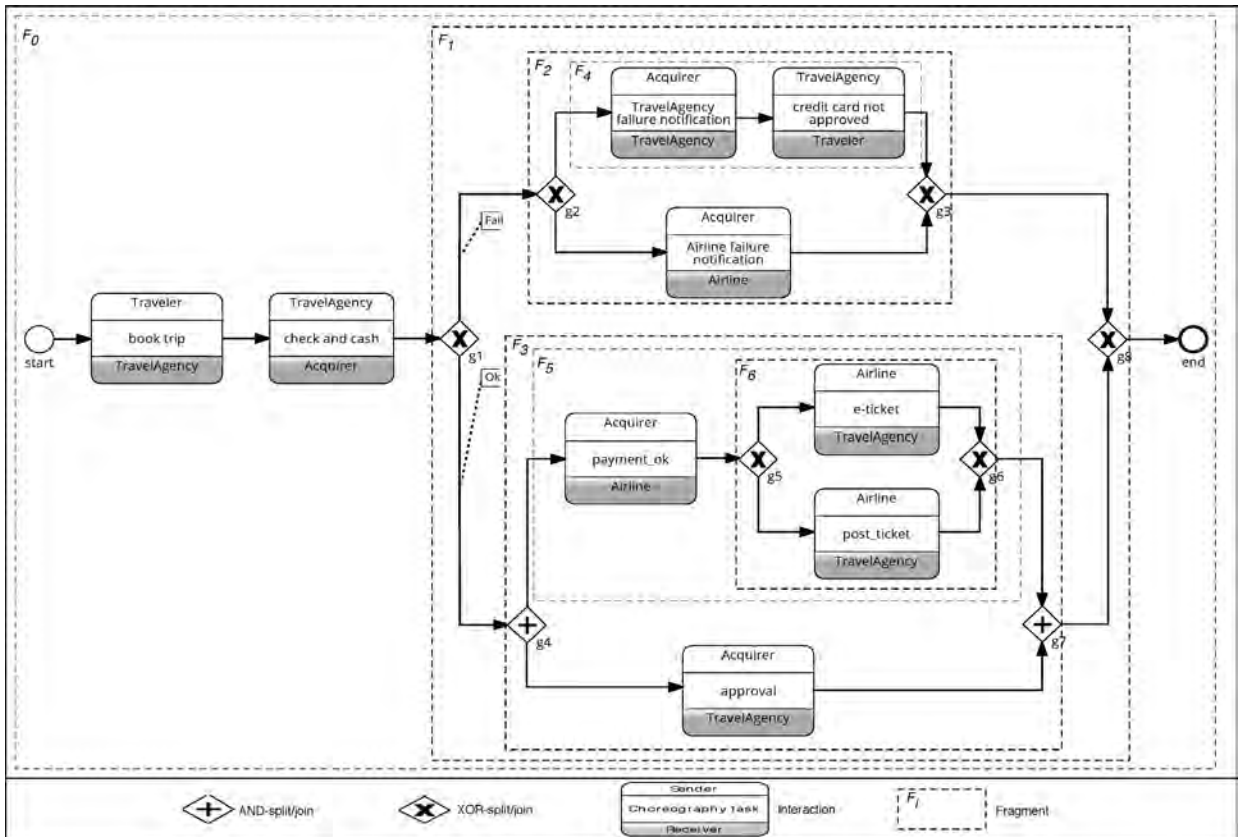 F0
F1
F2
F4
Acquirer
TravelAgency
failure notification
TravelAgency
TravelAgency
credit card not
approved
Traveler
g2
g3
Fail
Acquirer
Airline failure
notification
Airline
start
Traveler
book trip
TravelAgency
TravelAgency
check and cash
Acquirer
g1
g8
end
Ok
F3
F5
F6
Acquirer
payment_ok
Airline
g5
Airline
e-ticket
TravelAgency
g6
Airline
post_ticket
TravelAgency
g4
g7
Acquirer
approval
TravelAgency
AND-split/join
XOR-split/join
Sender
Choreography task
Receiver
Interaction
Fi
Fragment